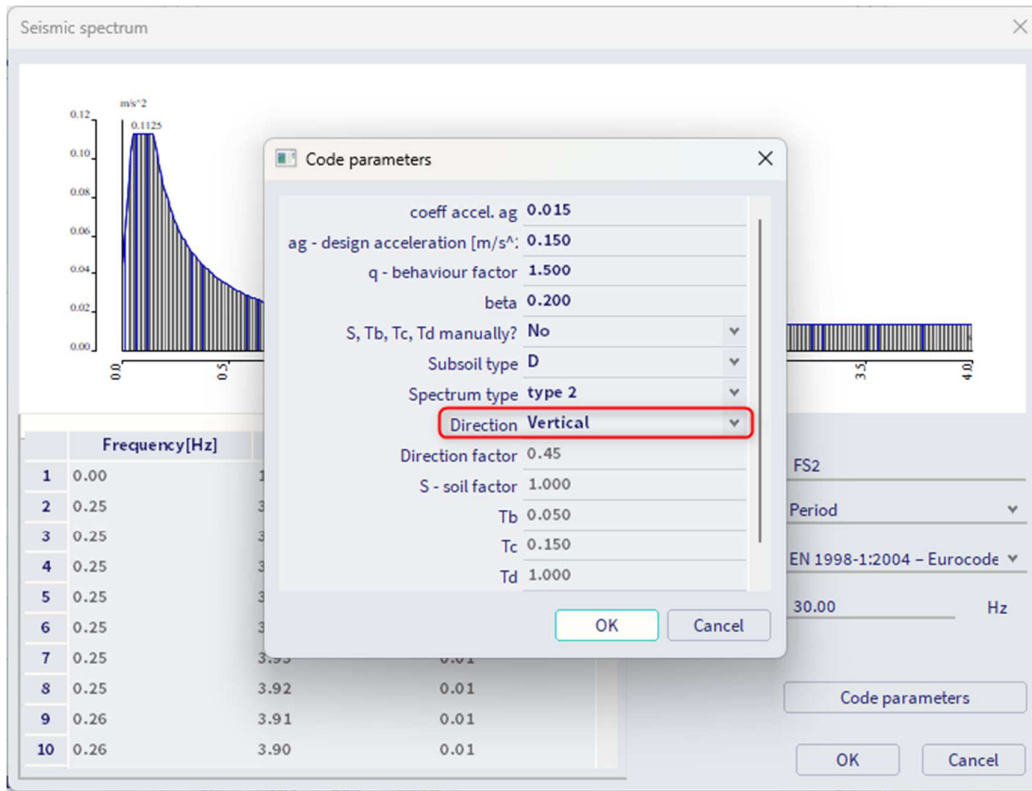 Seismic spectrum
m/s^2
0.12
0.1125
0.10
0.08
0.06
0.04
0.02
0.00
0.0
0.5
3.5
4.0
Code parameters
coeff accel. ag 0.015
ag - design acceleration [m/s^: 0.150
q - behaviour factor 1.500
beta 0.200
S, Tb, Tc, Td manually? No
Subsoil type D
Spectrum type type 2
Direction Vertical
Direction factor 0.45
S - soil factor 1.000
Tb 0.050
Tc 0.150
Td 1.000
OK Cancel
Frequency[Hz]
1 0.00
2 0.25 3
3 0.25 3
4 0.25 3
5 0.25 3
6 0.25 3
7 0.25 3.93 0.01
8 0.25 3.92 0.01
9 0.26 3.91 0.01
10 0.26 3.90 0.01
FS2
Period
EN 1998-1:2004 – Eurocode
30.00 Hz
Code parameters
OK Cancel